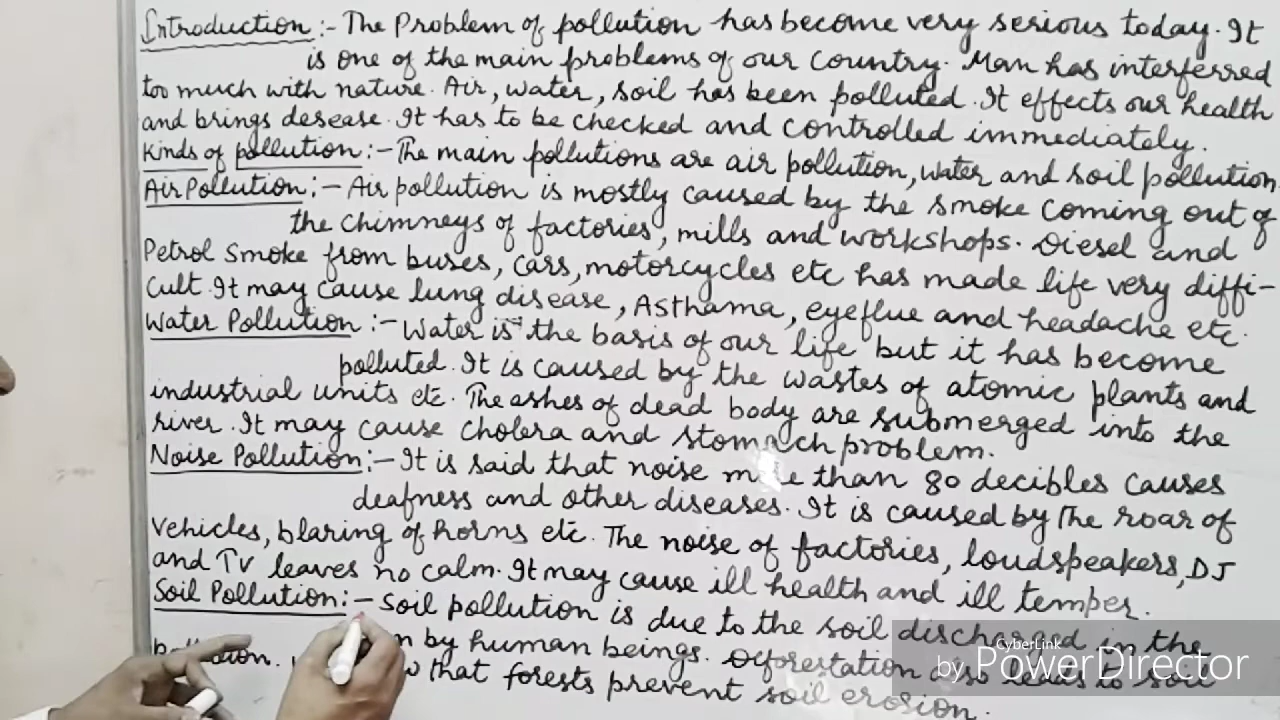 Introduction :- The Problem of pollution has become very serious today. It
is one of the main problems of our country. Man has interferred
too much with nature. Air, water, soil has been polluted. It effects our health
and brings desease. It has to be checked and controlled immediately.
Kinds of pollution :- The main pollutions are air pollution, water and soil pollution
Air Pollution :- Air pollution is mostly caused by the smoke coming out of
the chimneys of factories, mills and workshops. Diesel and
Petrol smoke from buses, cars, motorcycles etc has made life very diffi-
cult. It may cause lung disease, Asthama, eyeflue and headache etc.
Water Pollution :- Water is the basis of our life but it has become
polluted. It is caused by the wastes of atomic plants and
industrial units etc. The ashes of dead body are submerged into the
river. It may cause cholera and stomach problem.
Noise Pollution :- It is said that noise more than 80 decibles causes
deafness and other diseases. It is caused by the roar of
vehicles, blaring of horns etc. The noise of factories, loudspeakers, DJ
and TV leaves no calm. It may cause ill health and ill temper.
Soil Pollution :- Soil pollution is due to the soil discharged in the
by human beings. Deforestation also leads to soil
that forests prevent soil erosion.
CyberLink
by PowerDirector